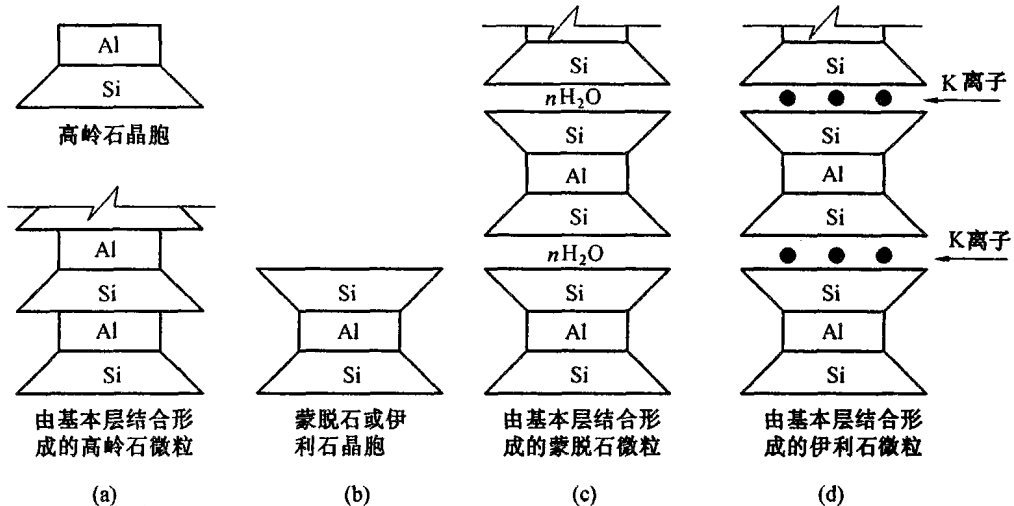 Al
Si
高岭石晶胞
Al
Si
Al
Si
由基本层结合形
成的高岭石微粒
(a)
Si
Al
Si
蒙脱石或伊
利石晶胞
(b)
Si
nH₂O
Si
Al
Si
nH₂O
Si
Al
Si
由基本层结合形
成的蒙脱石微粒
(c)
Si
K 离子
Si
Al
Si
K离子
Si
Al
Si
由基本层结合形
成的伊利石微粒
(d)